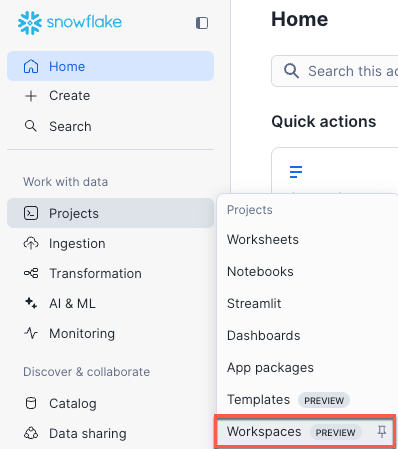 snowflake
Home
Create
Search
Work with data
Projects
Ingestion
Transformation
AI & ML
Monitoring
Discover & collaborate
Catalog
Data sharing
Home
Search this ac
Quick actions
Projects
Worksheets
Notebooks
Streamlit
Dashboards
App packages
Templates PREVIEW
Workspaces PREVIEW